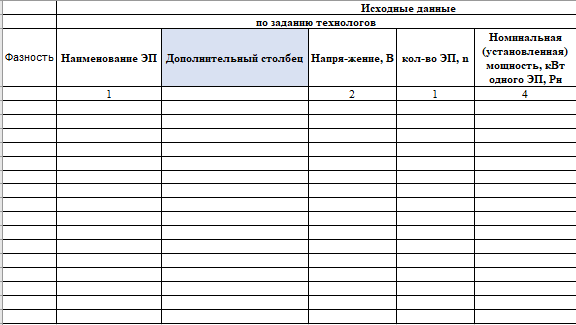 Исходные данные
по заданию технологов
Фазность
Наименование ЭП
Дополнительный столбец
Напря-жение, В
кол-во ЭП, n
Номинальная
(установленная)
мощность, кВт
одного ЭП, Рн
1
2
1
4